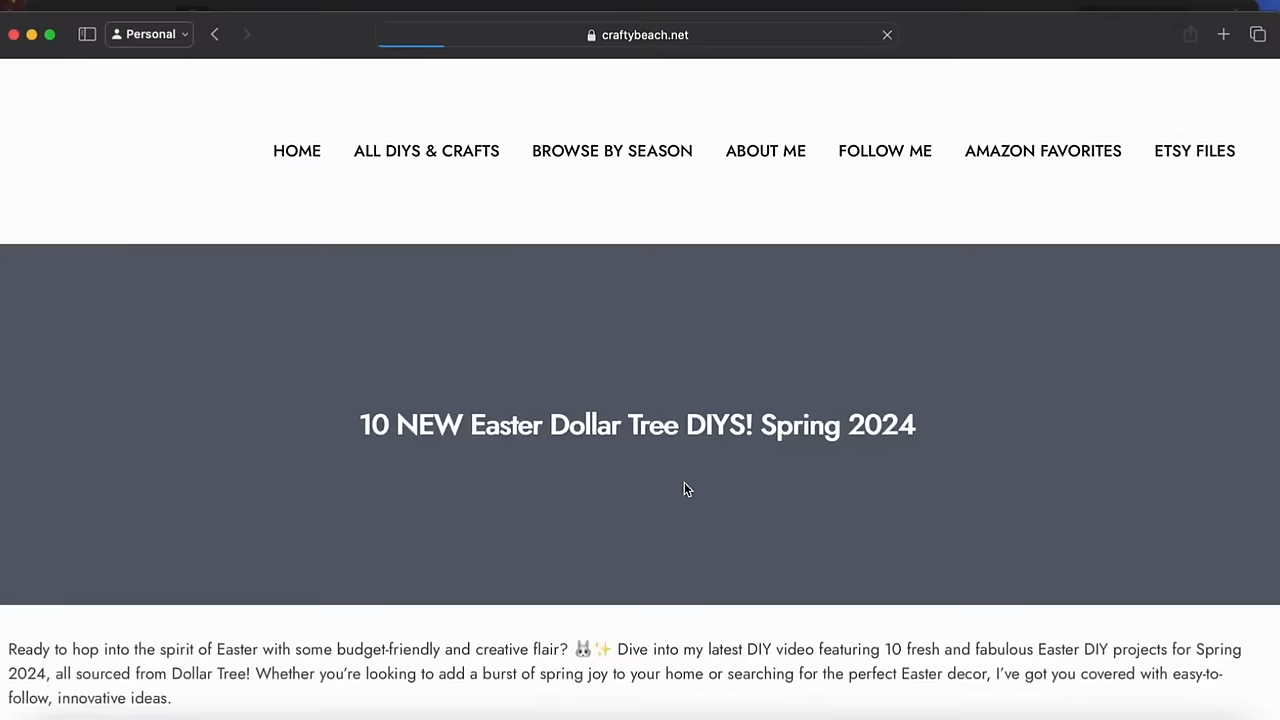 Personal
craftybeach.net
HOME ALL DIYS & CRAFTS BROWSE BY SEASON ABOUT ME FOLLOW ME AMAZON FAVORITES ETSY FILES
10 NEW Easter Dollar Tree DIYS! Spring 2024
Ready to hop into the spirit of Easter with some budget-friendly and creative flair? 🐰✨ Dive into my latest DIY video featuring 10 fresh and fabulous Easter DIY projects for Spring
2024, all sourced from Dollar Tree! Whether you’re looking to add a burst of spring joy to your home or searching for the perfect Easter decor, I’ve got you covered with easy-to-
follow, innovative ideas.